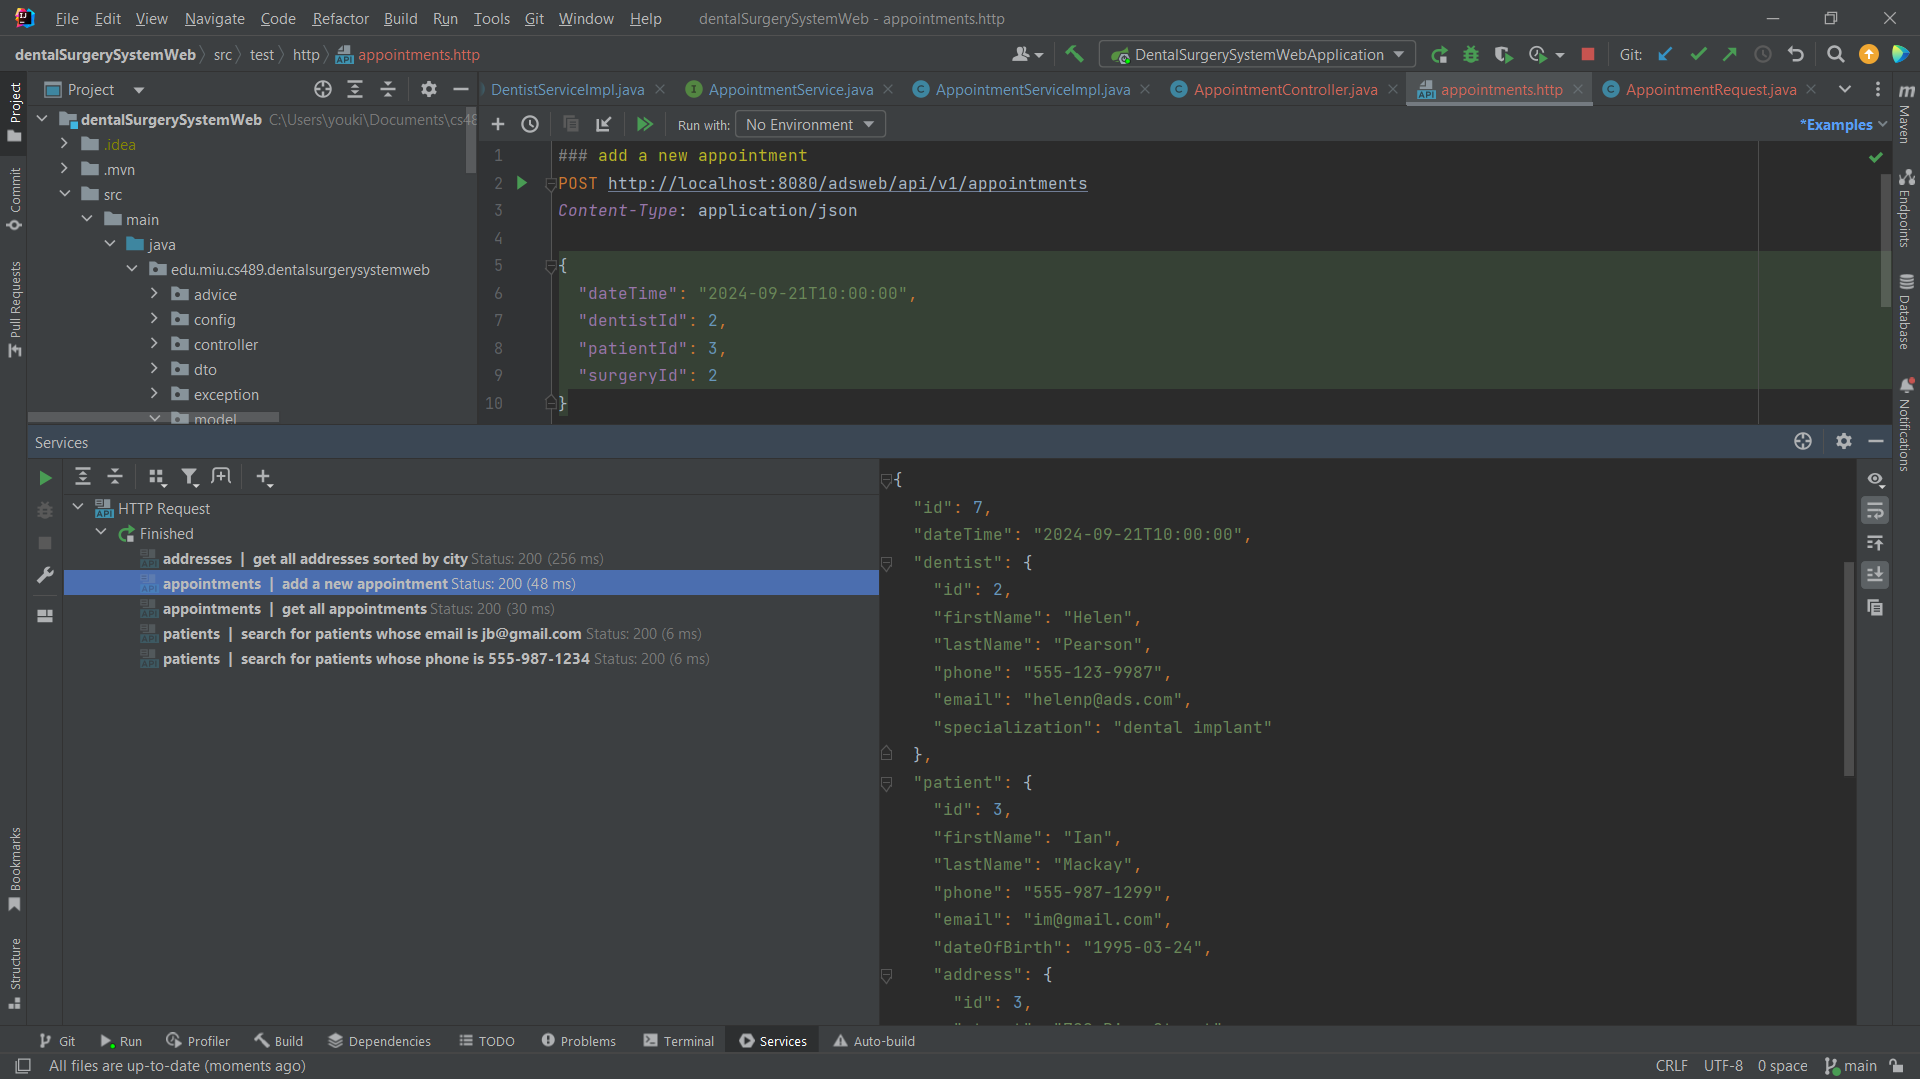 File Edit View Navigate Code Refactor Build Run Tools Git Window Help dentalSurgerySystemWeb - appointments.http
dentalSurgerySystemWeb src test http appointments.http
DentalSurgerySystemWebApplication
Git:
Project
DentistServiceImpl.java
AppointmentService.java
AppointmentServiceImpl.java
AppointmentController.java
appointments.http
AppointmentRequest.java
Run with: No Environment
*Examples
dentalSurgerySystemWeb C:\Users\youki\Documents\cs48
.idea
.mvn
src
main
java
edu.miu.cs489.dentalsurgerysystemweb
advice
config
controller
dto
exception
model
1 ### add a new appointment
2 POST http://localhost:8080/adsweb/api/v1/appointments
3 Content-Type: application/json
4
5 {
6 "dateTime": "2024-09-21T10:00:00",
7 "dentistId": 2,
8 "patientId": 3,
9 "surgeryId": 2
10 }
Services
HTTP Request
Finished
addresses | get all addresses sorted by city Status: 200 (256 ms)
appointments | add a new appointment Status: 200 (48 ms)
appointments | get all appointments Status: 200 (30 ms)
patients | search for patients whose email is jb@gmail.com Status: 200 (6 ms)
patients | search for patients whose phone is 555-987-1234 Status: 200 (6 ms)
{
"id": 7,
"dateTime": "2024-09-21T10:00:00",
"dentist": {
"id": 2,
"firstName": "Helen",
"lastName": "Pearson",
"phone": "555-123-9987",
"email": "helenp@ads.com",
"specialization": "dental implant"
},
"patient": {
"id": 3,
"firstName": "Ian",
"lastName": "Mackay",
"phone": "555-987-1299",
"email": "im@gmail.com",
"dateOfBirth": "1995-03-24",
"address": {
"id": 3,
Project
Commit
Pull Requests
Bookmarks
Structure
Maven
Endpoints
Database
Notifications
Git Run Profiler Build Dependencies TODO Problems Terminal Services Auto-build
All files are up-to-date (moments ago)
CRLF UTF-8 0 space main